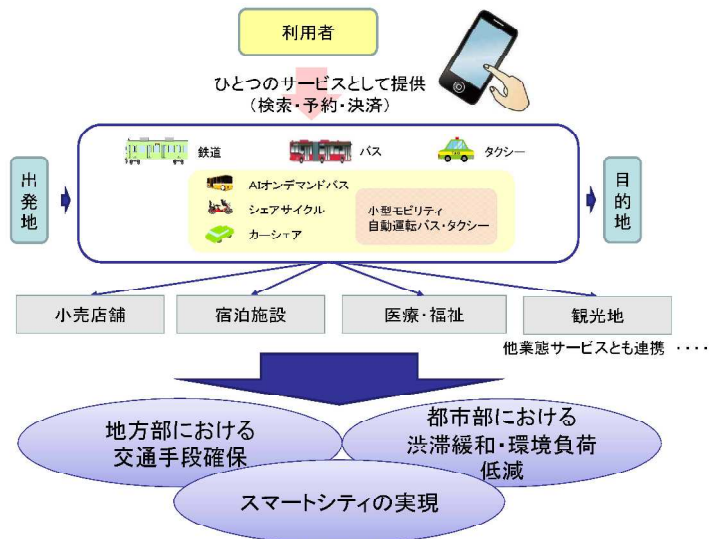 利用者
ひとつのサービスとして提供
（検索・予約・決済）
鉄道
バス
タクシー
出発地
AIオンデマンドバス
シェアサイクル
カーシェア
小型モビリティ
自動運転バス・タクシー
目的地
小売店舗
宿泊施設
医療・福祉
観光地
他業態サービスとも連携 ････
地方部における
交通手段確保
都市部における
渋滞緩和・環境負荷
低減
スマートシティの実現